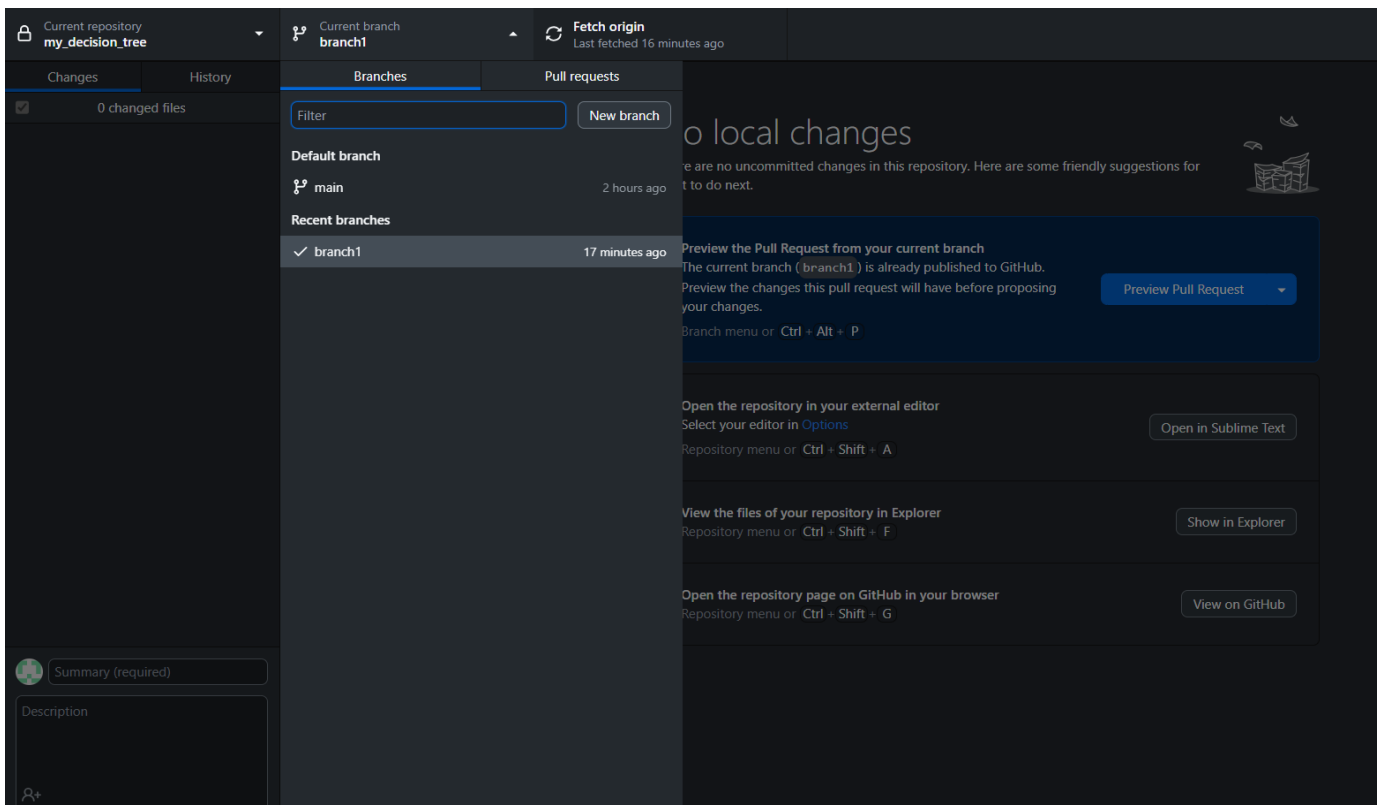 Current repository
my_decision_tree
Current branch
branch1
Fetch origin
Last fetched 16 minutes ago
Changes
History
0 changed files
Branches
Pull requests
Filter
New branch
Default branch
main
2 hours ago
Recent branches
branch1
17 minutes ago
o local changes
re are no uncommitted changes in this repository. Here are some friendly suggestions for
t to do next.
Preview the Pull Request from your current branch
The current branch ( branch1 ) is already published to GitHub.
Preview the changes this pull request will have before proposing
your changes.
Branch menu or Ctrl + Alt + P
Preview Pull Request
Open the repository in your external editor
Select your editor in Options
Repository menu or Ctrl + Shift + A
Open in Sublime Text
View the files of your repository in Explorer
Repository menu or Ctrl + Shift + F
Show in Explorer
Open the repository page on GitHub in your browser
Repository menu or Ctrl + Shift + G
View on GitHub
Summary (required)
Description